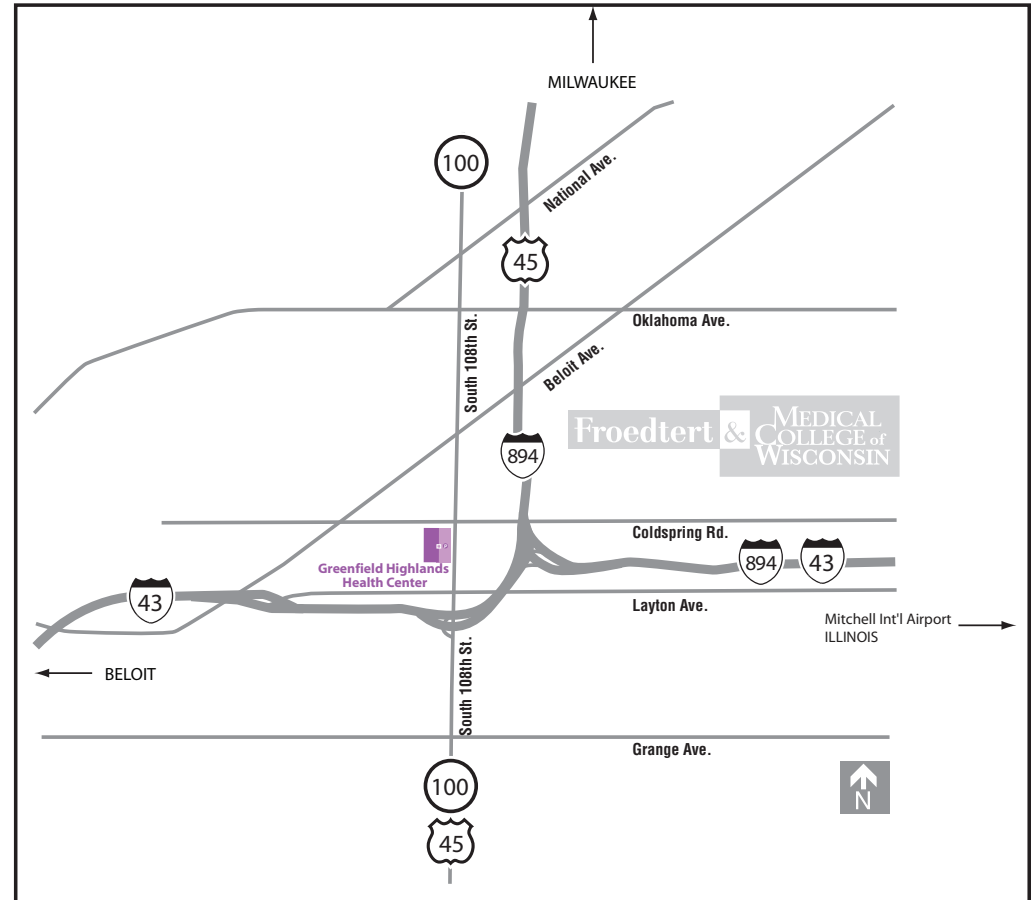 MILWAUKEE
100
National Ave.
45
Oklahoma Ave.
South 108th St.
Beloit Ave.
Froedtert & MEDICAL
COLLEGE of
WISCONSIN
894
Coldspring Rd.
Greenfield Highlands
Health Center
894
43
43
Layton Ave.
Mitchell Int'l Airport
ILLINOIS
BELOIT
South 108th St.
Grange Ave.
100
N
45